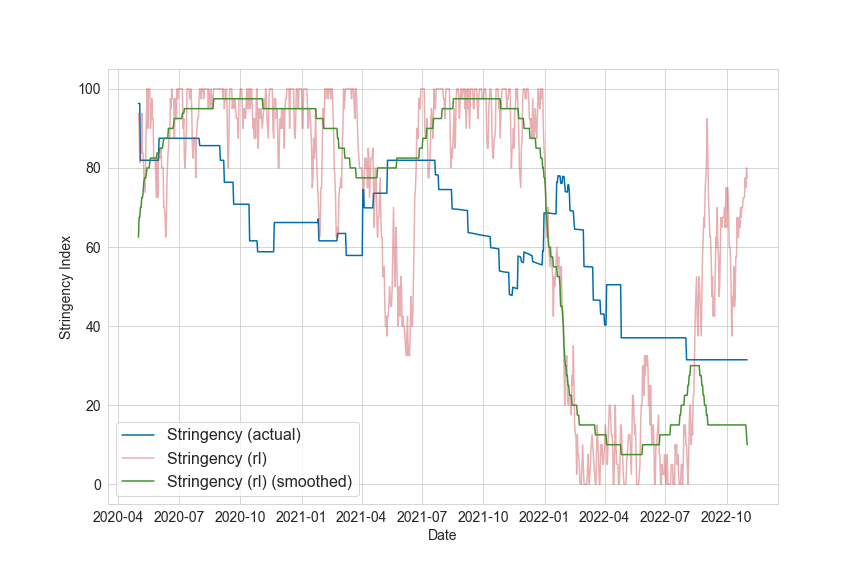 100
80
60
40
20
0
Stringency Index
Stringency (actual)
Stringency (rl)
Stringency (rl) (smoothed)
2020-04 2020-07 2020-10 2021-01 2021-04 2021-07 2021-10 2022-01 2022-04 2022-07 2022-10
Date